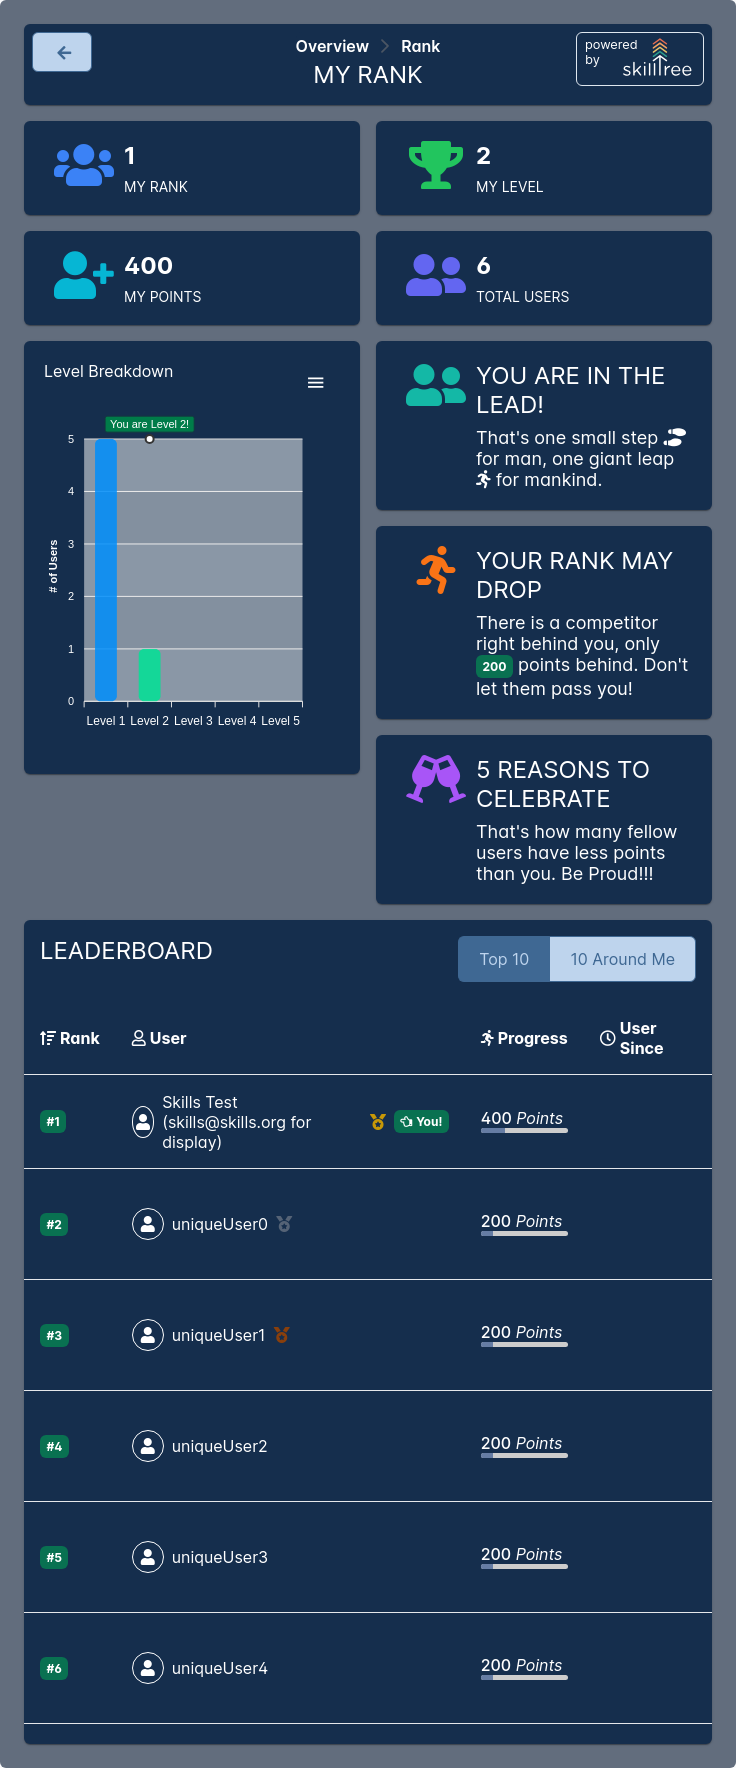 Overview Rank
MY RANK
powered
by
skilltree
1
MY RANK
2
MY LEVEL
400
MY POINTS
6
TOTAL USERS
Level Breakdown
You are Level 2!
5
4
3
2
1
0
# of Users
Level 1 Level 2 Level 3 Level 4 Level 5
YOU ARE IN THE
LEAD!
That's one small step
for man, one giant leap
for mankind.
YOUR RANK MAY
DROP
There is a competitor
right behind you, only
200 points behind. Don't
let them pass you!
5 REASONS TO
CELEBRATE
That's how many fellow
users have less points
than you. Be Proud!!!
LEADERBOARD
Top 10 10 Around Me
Rank User Progress User
Since
#1 Skills Test
(skills@skills.org for
display)
You! 400 Points
#2 uniqueUser0 200 Points
#3 uniqueUser1 200 Points
#4 uniqueUser2 200 Points
#5 uniqueUser3 200 Points
#6 uniqueUser4 200 Points